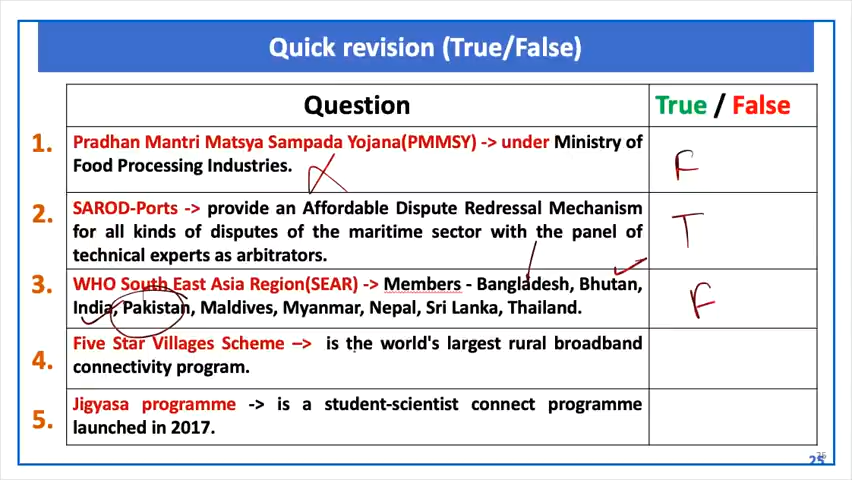 Quick revision (True/False)
Question True / False
1. Pradhan Mantri Matsya Sampada Yojana(PMMSY) -> under Ministry of
Food Processing Industries.
F
2. SAROD-Ports -> provide an Affordable Dispute Redressal Mechanism
for all kinds of disputes of the maritime sector with the panel of
technical experts as arbitrators.
T
3. WHO South East Asia Region(SEAR) -> Members - Bangladesh, Bhutan,
India, Pakistan, Maldives, Myanmar, Nepal, Sri Lanka, Thailand.
F
4. Five Star Villages Scheme –> is the world's largest rural broadband
connectivity program.
5. Jigyasa programme -> is a student-scientist connect programme
launched in 2017.
25